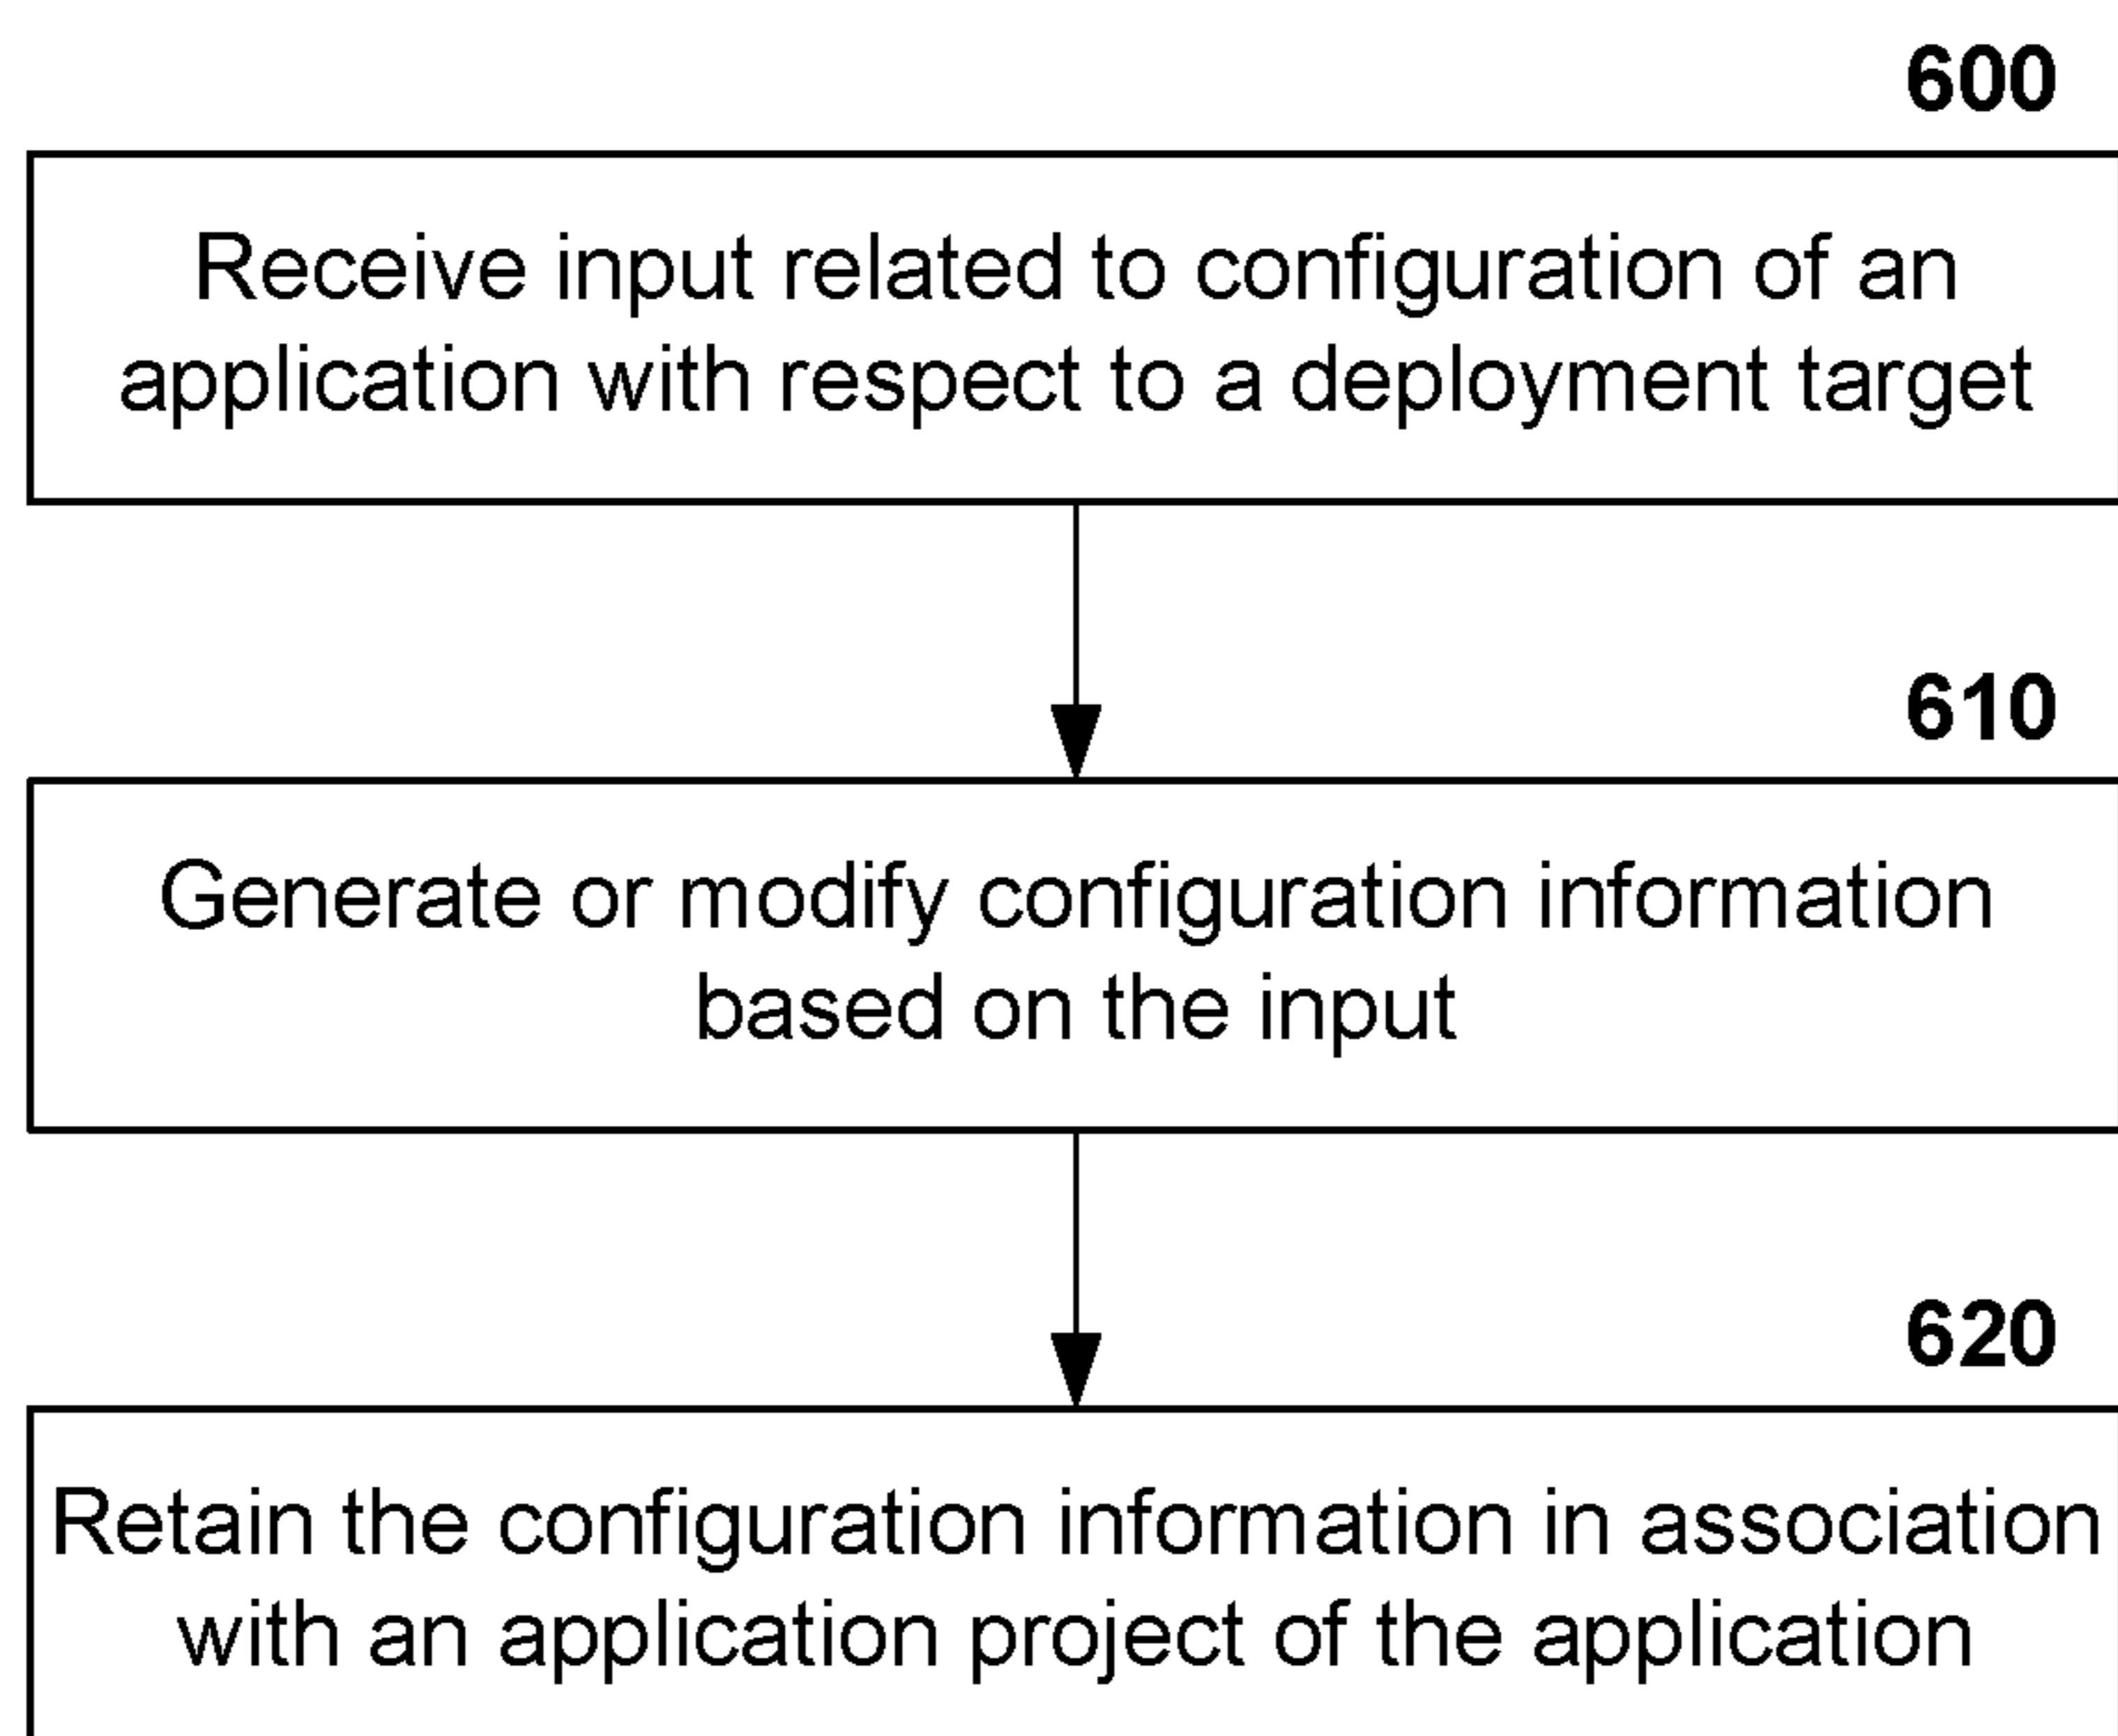 600
Receive input related to configuration of an
application with respect to a deployment target
610
Generate or modify configuration information
based on the input
620
Retain the configuration information in association
with an application project of the application